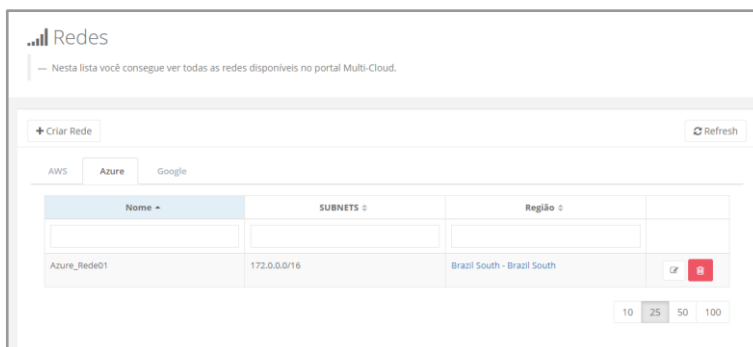 Redes
— Nesta lista você consegue ver todas as redes disponíveis no portal Multi-Cloud.
Criar Rede Refresh
AWS Azure Google
Nome SUBNETS Região
Azure_Rede01 172.0.0.0/16 Brazil South - Brazil South
10 25 50 100